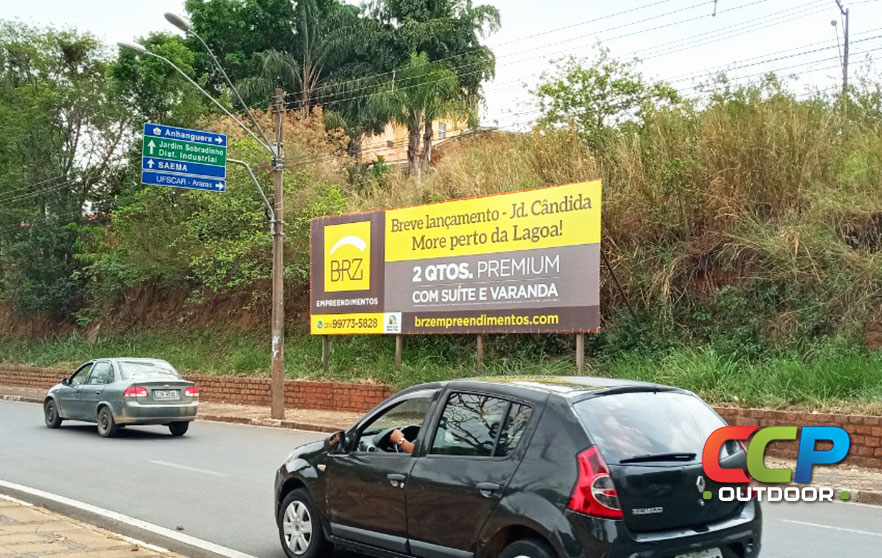 Anhanguera
Jardim Sobradinho
Dist. Industrial
SAEMA
UFSCAR - Araras
BRZ
EMPREENDIMENTOS
99773-5828
Breve lançamento - Jd. Cândida
More perto da Lagoa!
2 QTOS. PREMIUM
COM SUÍTE E VARANDA
brzempreendimentos.com
CCP
OUTDOOR